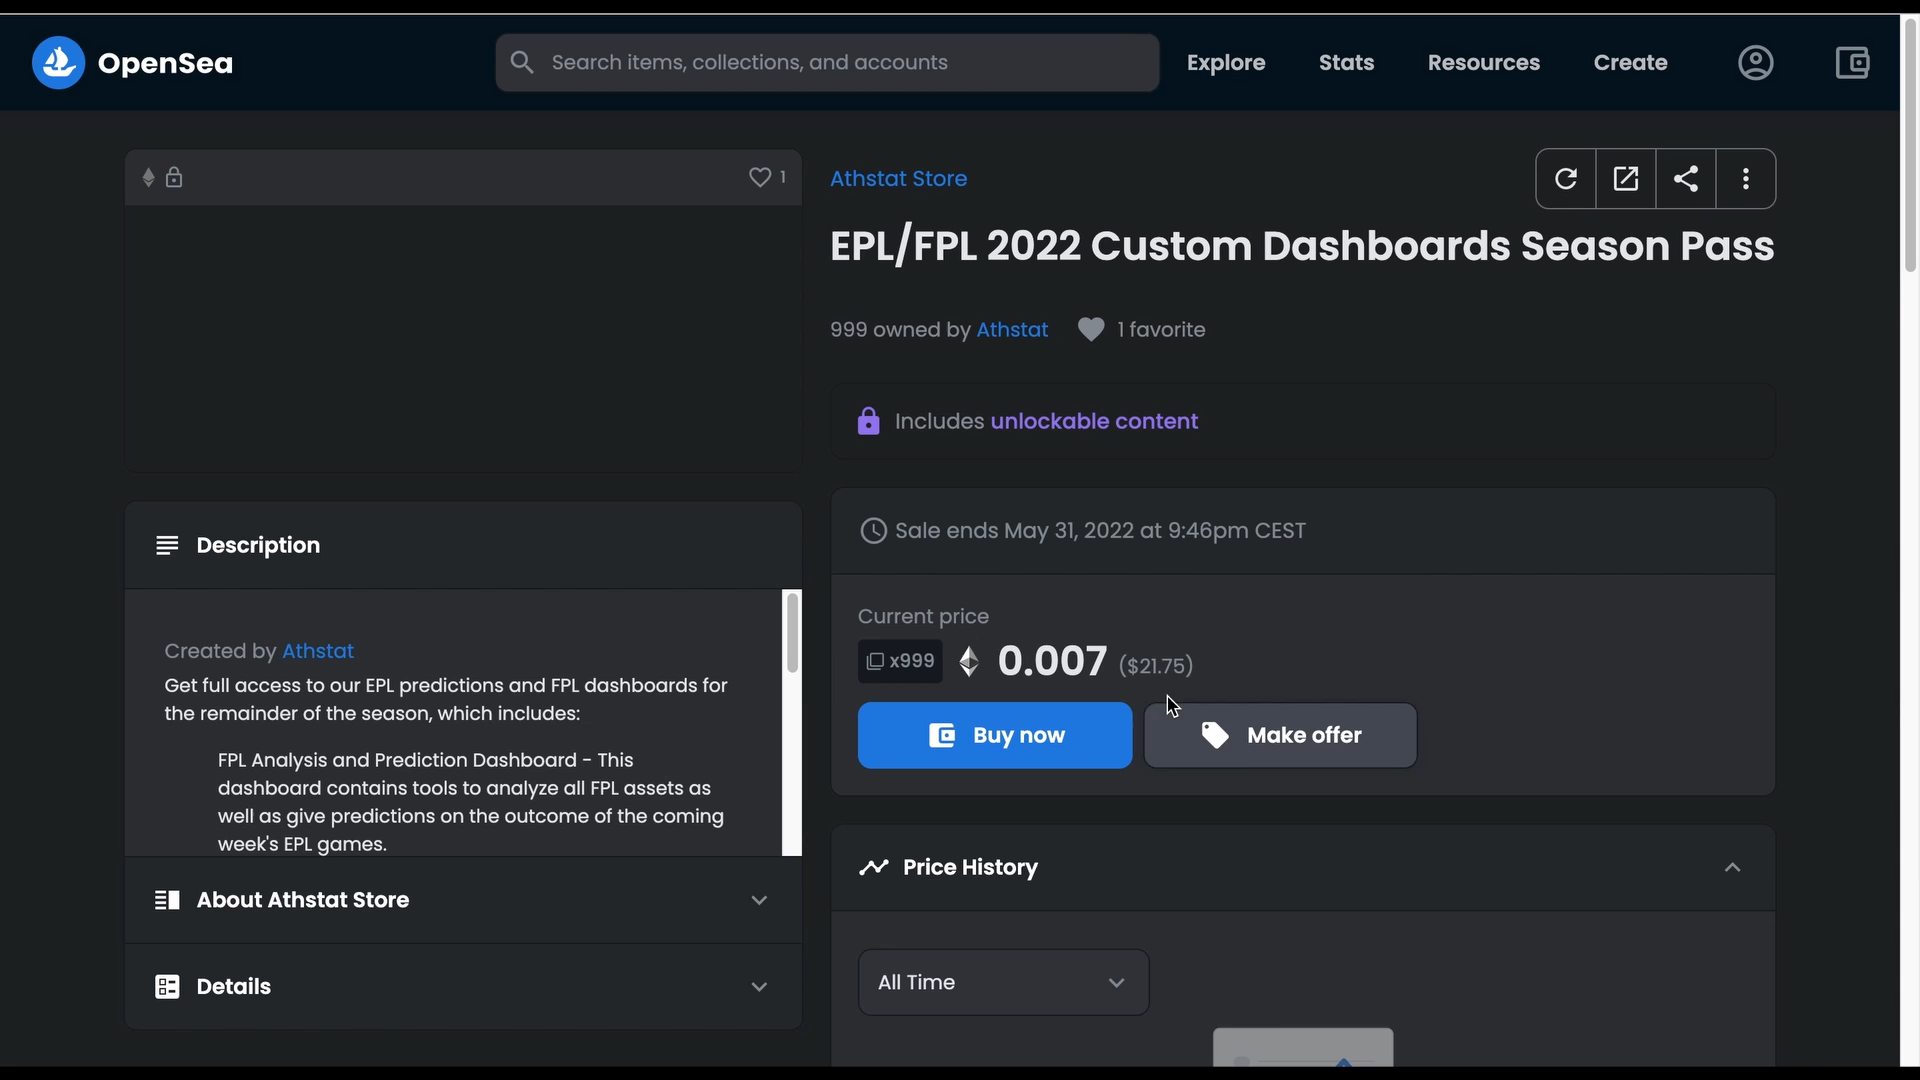 OpenSea
Search items, collections, and accounts
Explore
Stats
Resources
Create
1
Athstat Store
EPL/FPL 2022 Custom Dashboards Season Pass
999 owned by Athstat
1 favorite
Includes unlockable content
Sale ends May 31, 2022 at 9:46pm CEST
Current price
x999
0.007 ($21.75)
Buy now
Make offer
Description
Created by Athstat
Get full access to our EPL predictions and FPL dashboards for
the remainder of the season, which includes:
FPL Analysis and Prediction Dashboard - This
dashboard contains tools to analyze all FPL assets as
well as give predictions on the outcome of the coming
week's EPL games.
About Athstat Store
Details
Price History
All Time